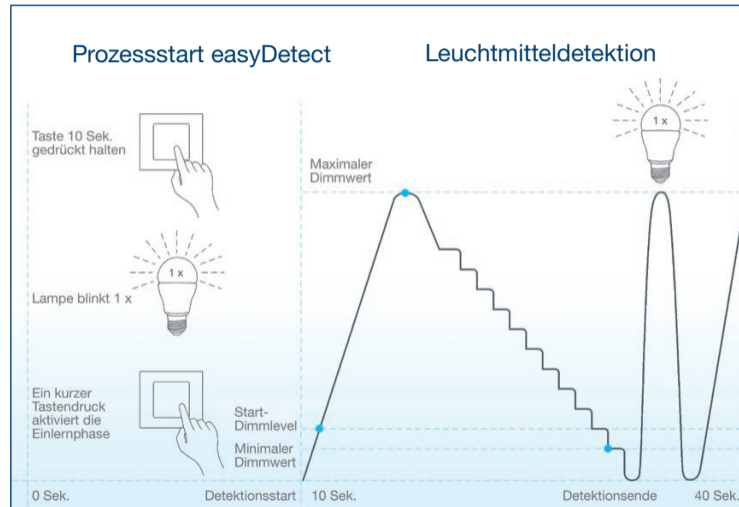 Prozessstart easyDetect
Leuchtmitteldetektion
Taste 10 Sek.
gedrückt halten
1 x
Lampe blinkt 1 x
Ein kurzer
Tastendruck
aktiviert die
Einlernphase
1 x
Maximaler
Dimmwert
Start-
Dimmlevel
Minimaler
Dimmwert
0 Sek.
Detektionsstart
10 Sek.
Detektionsende
40 Sek.